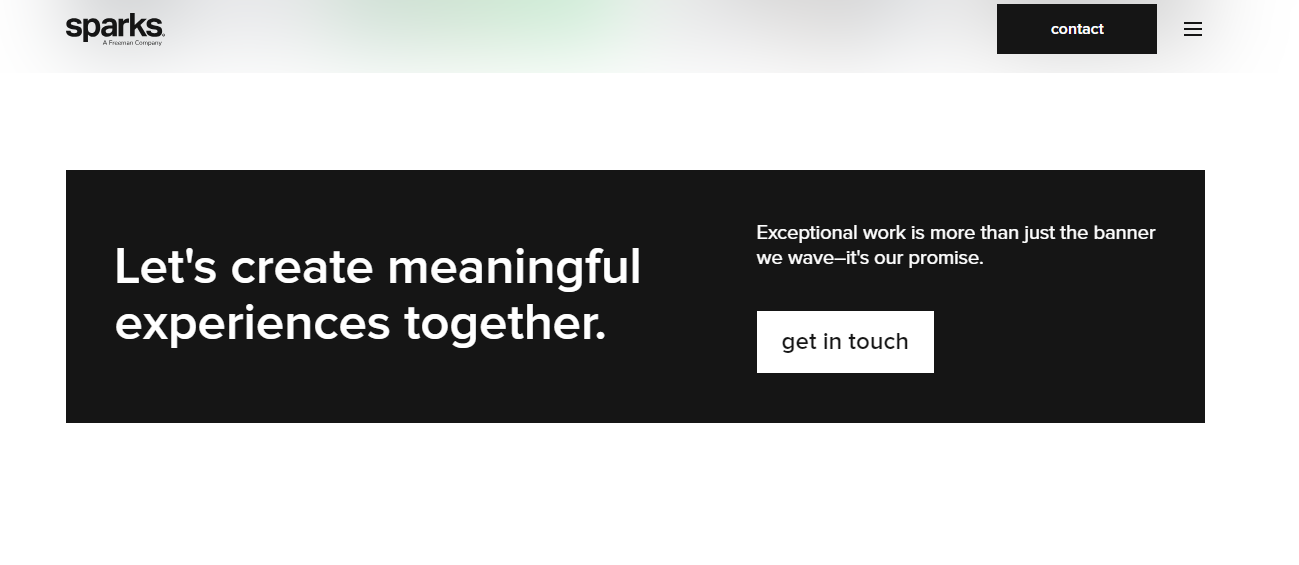 sparks®
A Freeman Company
contact
Let's create meaningful
experiences together.
Exceptional work is more than just the banner
we wave—it's our promise.
get in touch